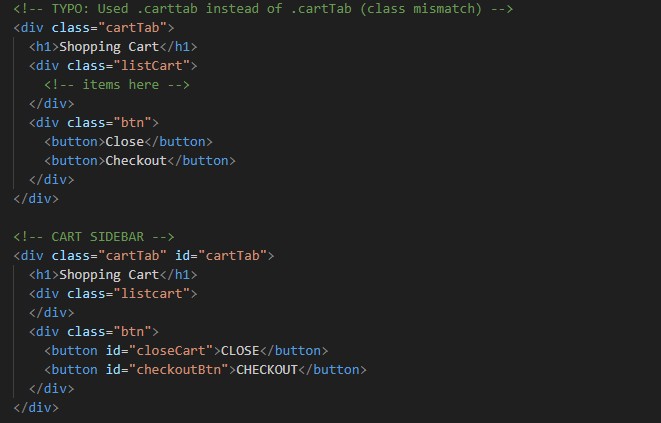 <!-- TYPO: Used .carttab instead of .cartTab (class mismatch) -->
<div class="cartTab">
  <h1>Shopping Cart</h1>
  <div class="listCart">
    <!-- items here -->
  </div>
  <div class="btn">
    <button>Close</button>
    <button>Checkout</button>
  </div>
</div>

<!-- CART SIDEBAR -->
<div class="cartTab" id="cartTab">
  <h1>Shopping Cart</h1>
  <div class="listcart">
  </div>
  <div class="btn">
    <button id="closeCart">CLOSE</button>
    <button id="checkoutBtn">CHECKOUT</button>
  </div>
</div>